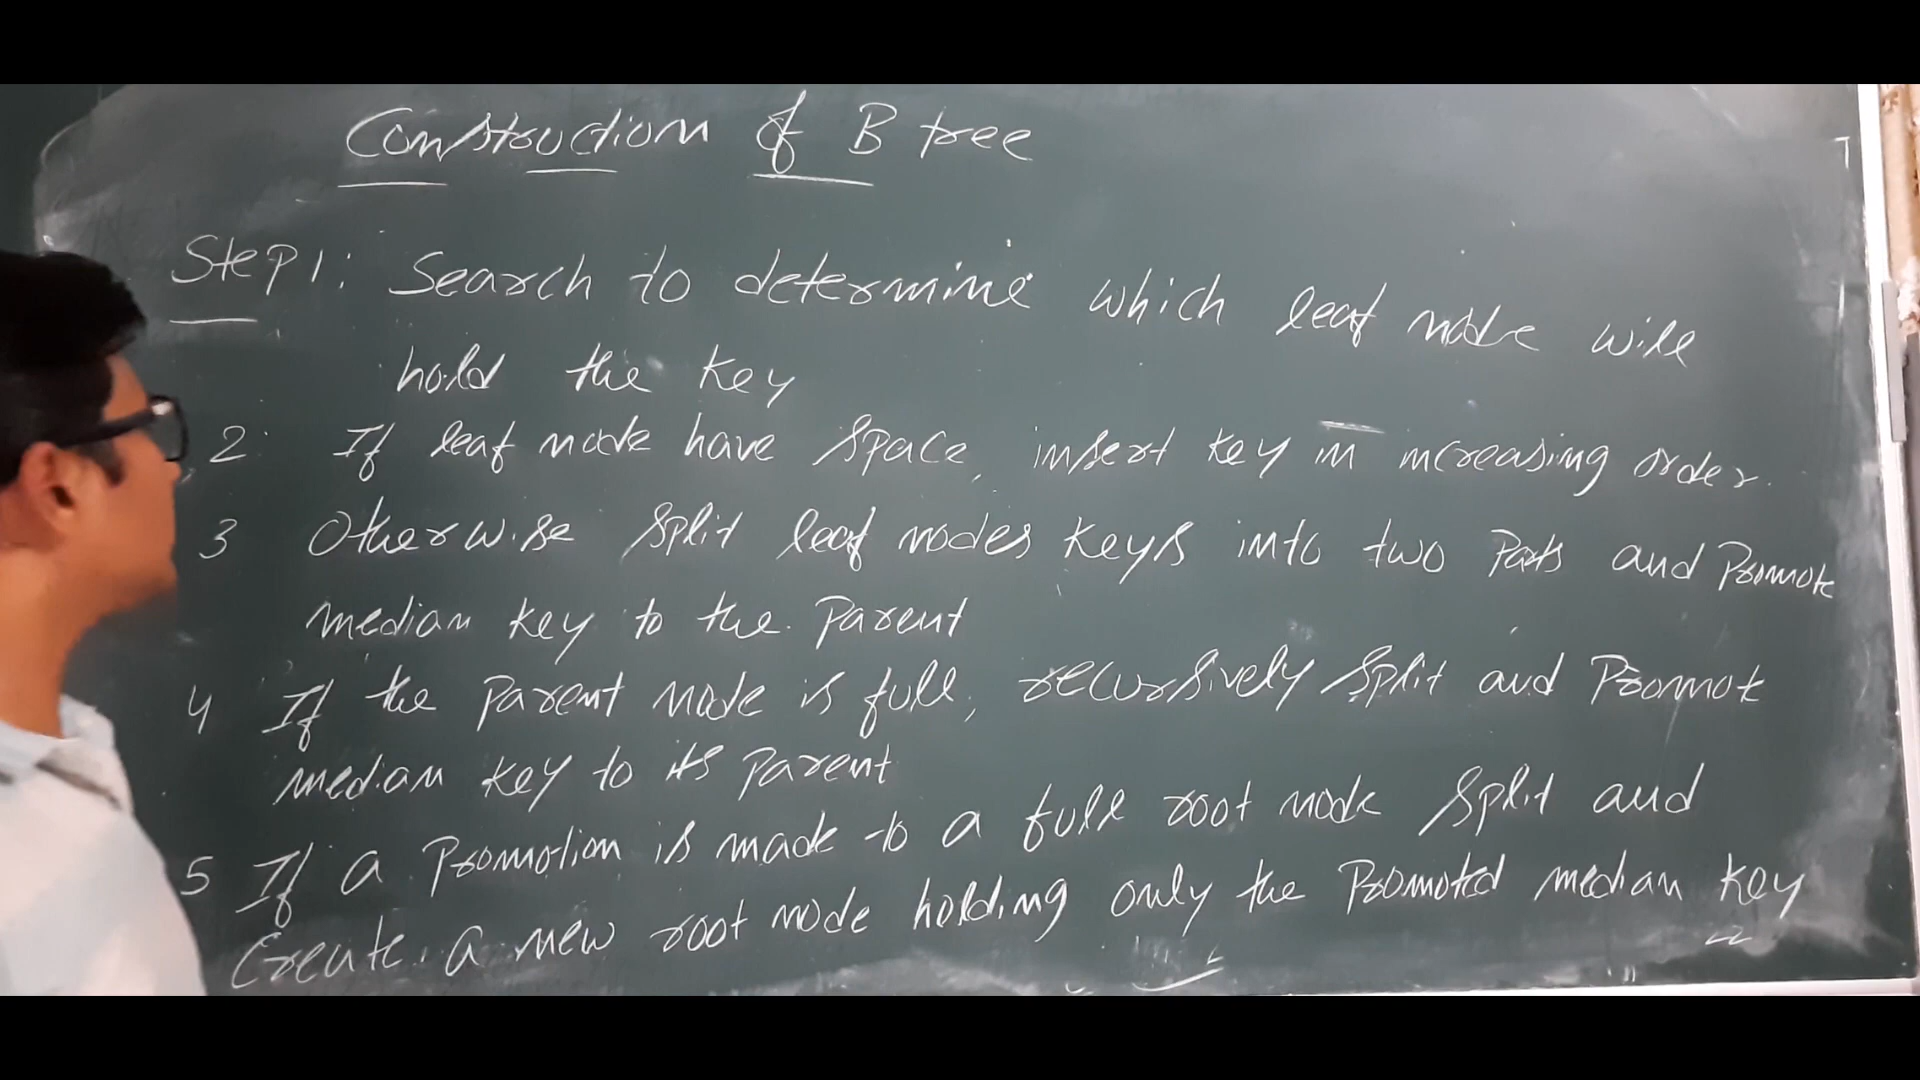 Construction of B tree
Step 1: Search to determine which leaf node will
hold the key
2: If leaf node have space, insert key in increasing order.
3 Otherwise split leaf nodes keys into two Parts and Promote
median key to the Parent
4 If the Parent node is full, recursively split and Promote
median key to its Parent
5 If a Promotion is made to a full root node split and
Create a new root node holding only the Promoted median key